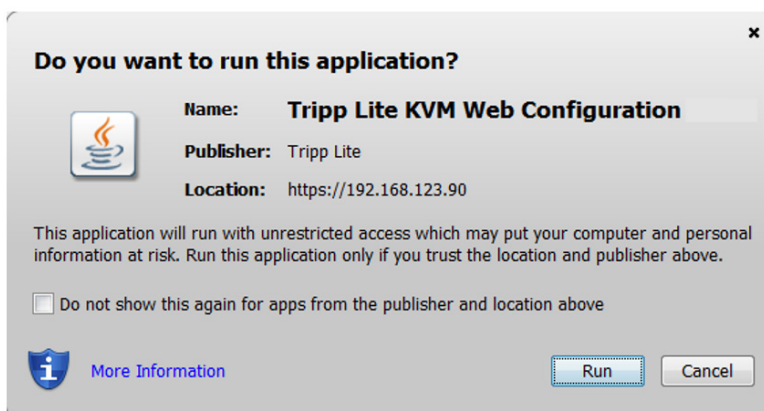 Do you want to run this application?
Name: Tripp Lite KVM Web Configuration
Publisher: Tripp Lite
Location: https://192.168.123.90
This application will run with unrestricted access which may put your computer and personal
information at risk. Run this application only if you trust the location and publisher above.
Do not show this again for apps from the publisher and location above
More Information
Run
Cancel